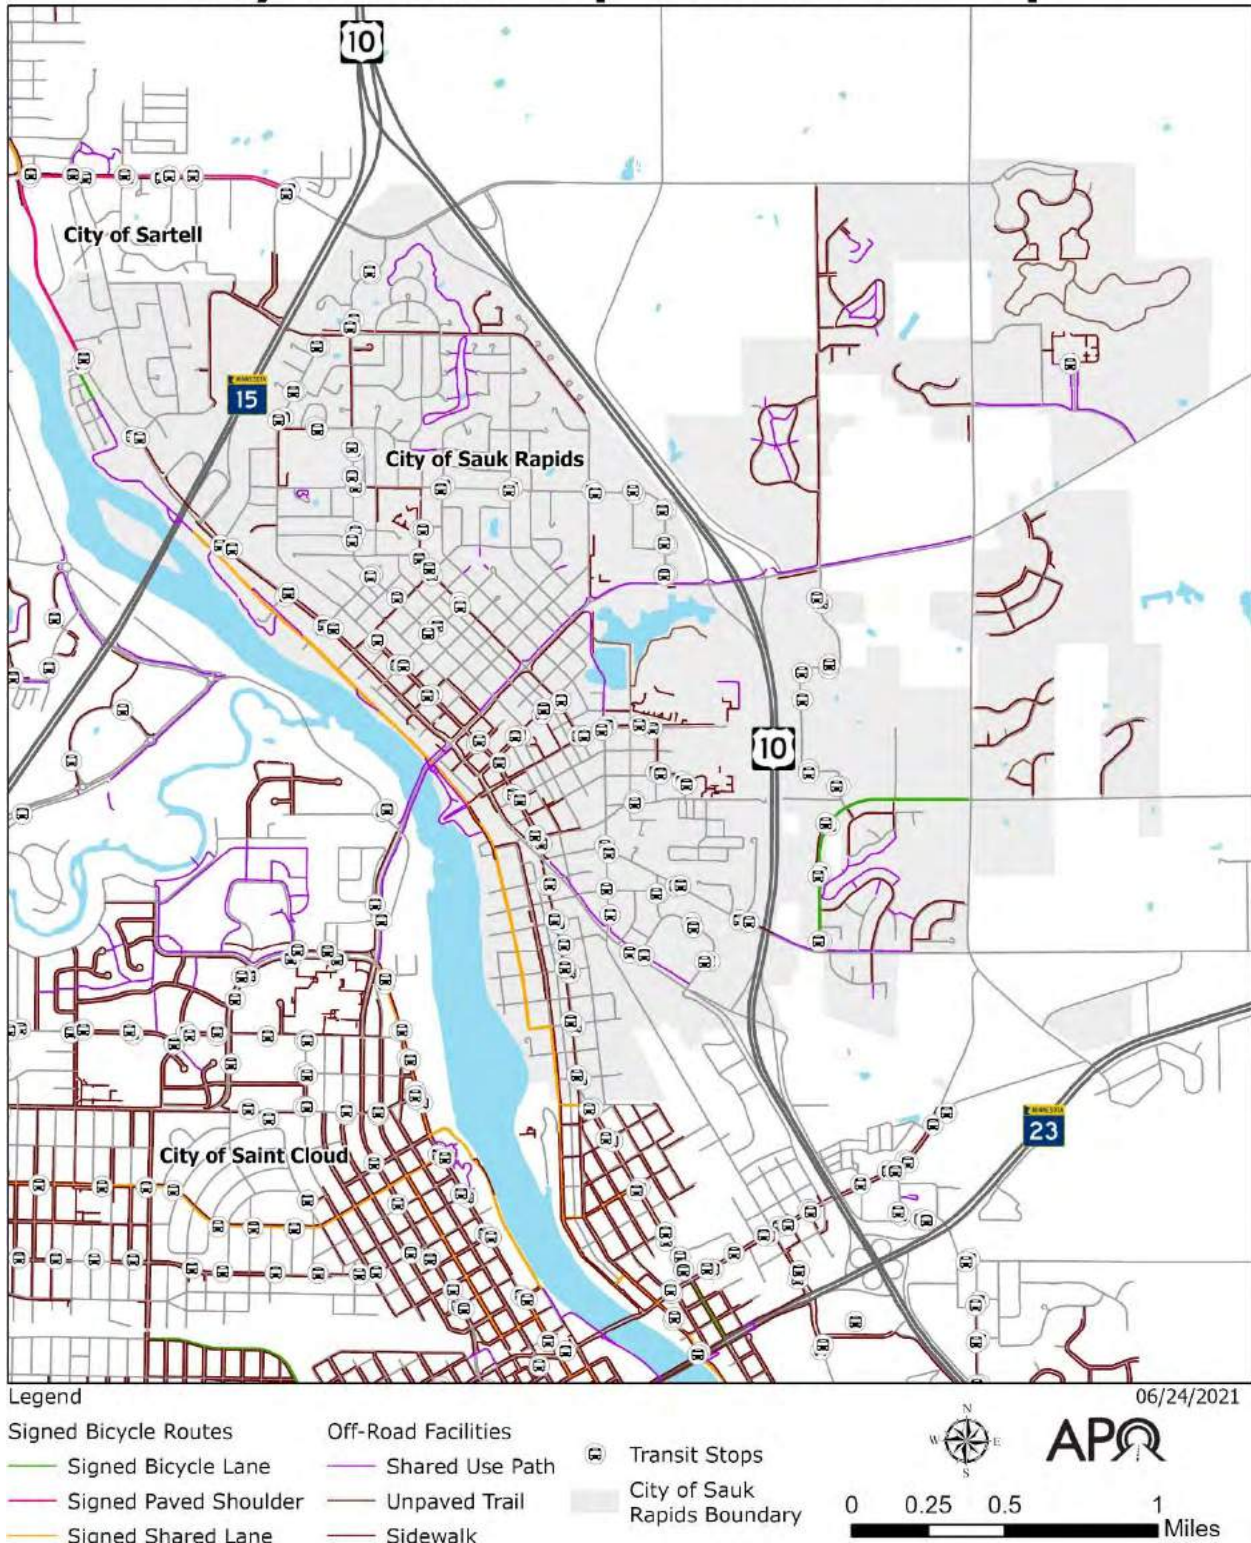 10
City of Sartell
MINNESOTA
15
City of Sauk Rapids
10
MINNESOTA
23
City of Saint Cloud
Legend
06/24/2021
Signed Bicycle Routes
Off-Road Facilities
Signed Bicycle Lane
Shared Use Path
Transit Stops
Signed Paved Shoulder
Unpaved Trail
City of Sauk
Rapids Boundary
Signed Shared Lane
Sidewalk
N
W E
S
APO
0 0.25 0.5 1
Miles